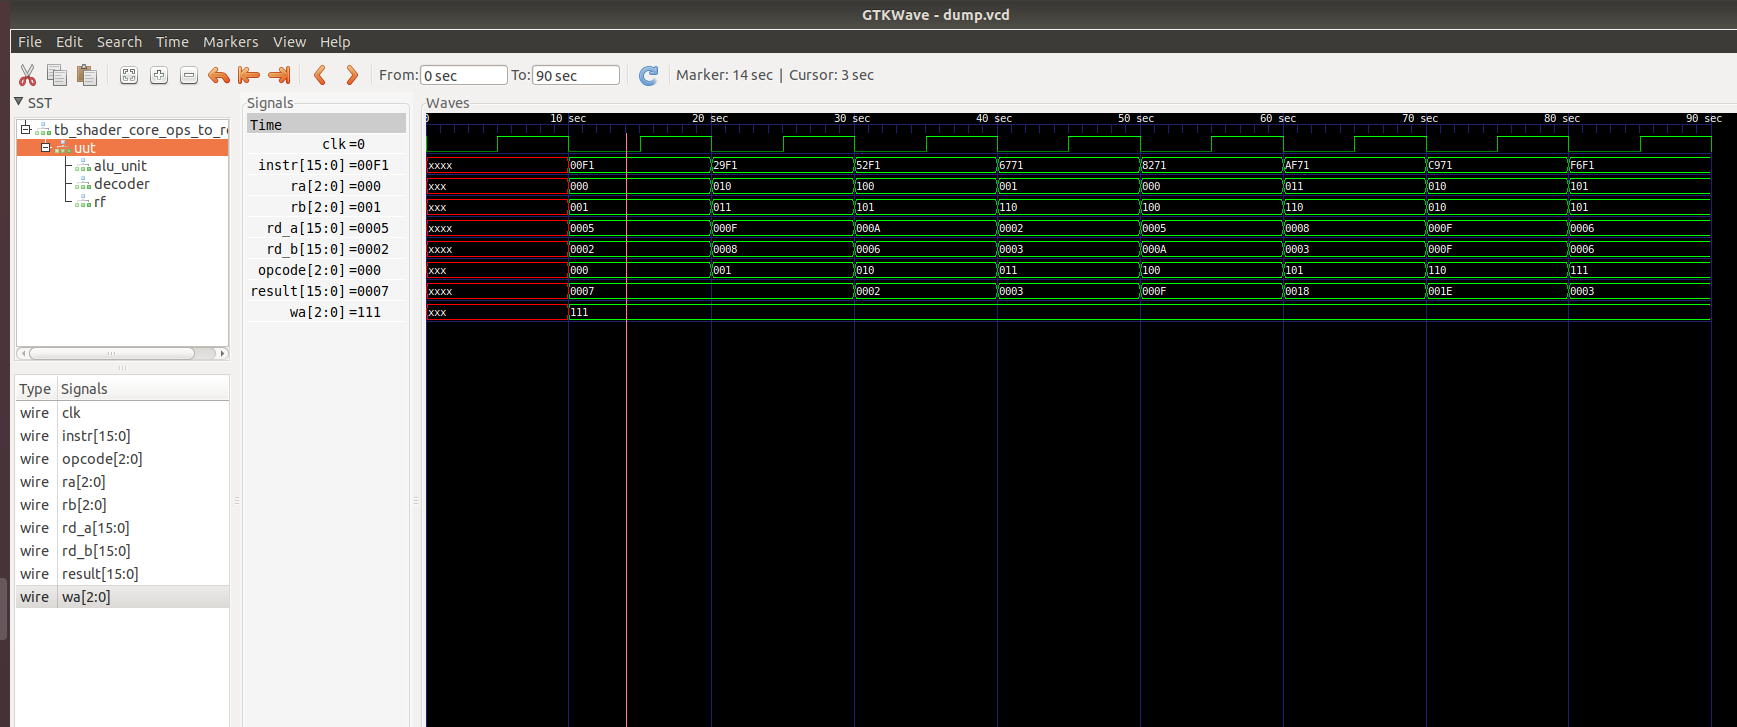 GTKWave - dump.vcd
File Edit Search Time Markers View Help
From: 0 sec To: 90 sec Marker: 14 sec | Cursor: 3 sec
SST
tb_shader_core_ops_to_r
uut
alu_unit
decoder
rf
Type Signals
wire clk
wire instr[15:0]
wire opcode[2:0]
wire ra[2:0]
wire rb[2:0]
wire rd_a[15:0]
wire rd_b[15:0]
wire result[15:0]
wire wa[2:0]
Signals
Time
clk=0
instr[15:0]=00F1
ra[2:0]=000
rb[2:0]=001
rd_a[15:0]=0005
rd_b[15:0]=0002
opcode[2:0]=000
result[15:0]=0007
wa[2:0]=111
Waves
0 10 sec 20 sec 30 sec 40 sec 50 sec 60 sec 70 sec 80 sec 90 sec
xxxx 00F1 29F1 52F1 6771 8271 AF71 C971 F6F1
xxx 000 010 100 001 000 011 010 101
xxx 001 011 101 110 100 110 010 101
xxxx 0005 000F 000A 0002 0005 0008 000F 0006
xxxx 0002 0008 0006 0003 000A 0003 000F 0006
xxx 000 001 010 011 100 101 110 111
xxxx 0007 0002 0003 000F 0018 001E 0003
xxx 111